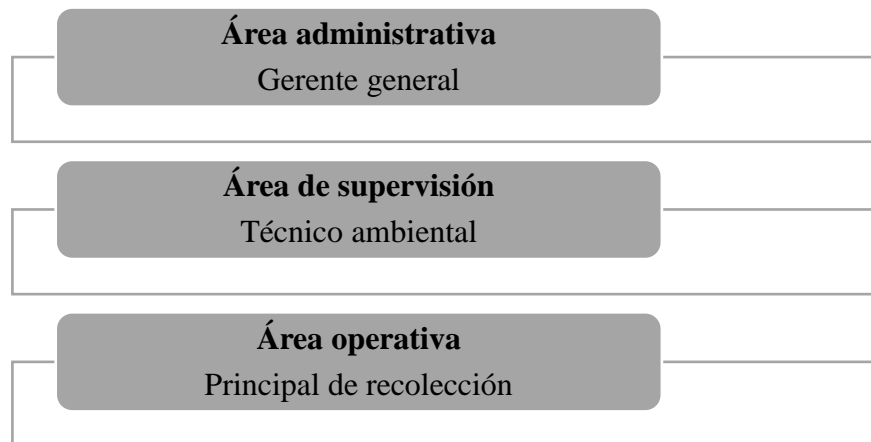 Área administrativa
Gerente general
Área de supervisión
Técnico ambiental
Área operativa
Principal de recolección